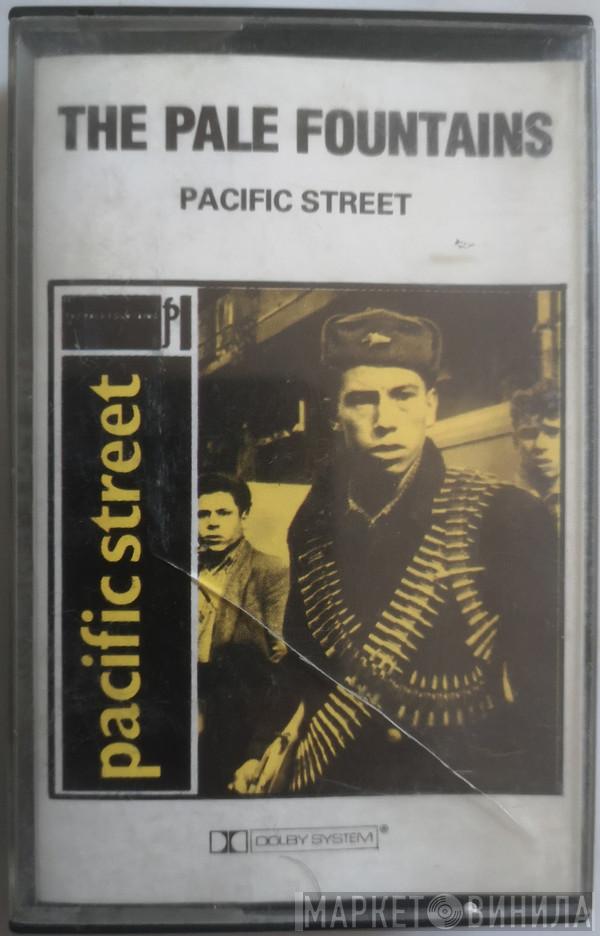 THE PALE FOUNTAINS
PACIFIC STREET
pacific street
DOLBY SYSTEM®
МАРКЕТ ВИНИЛА